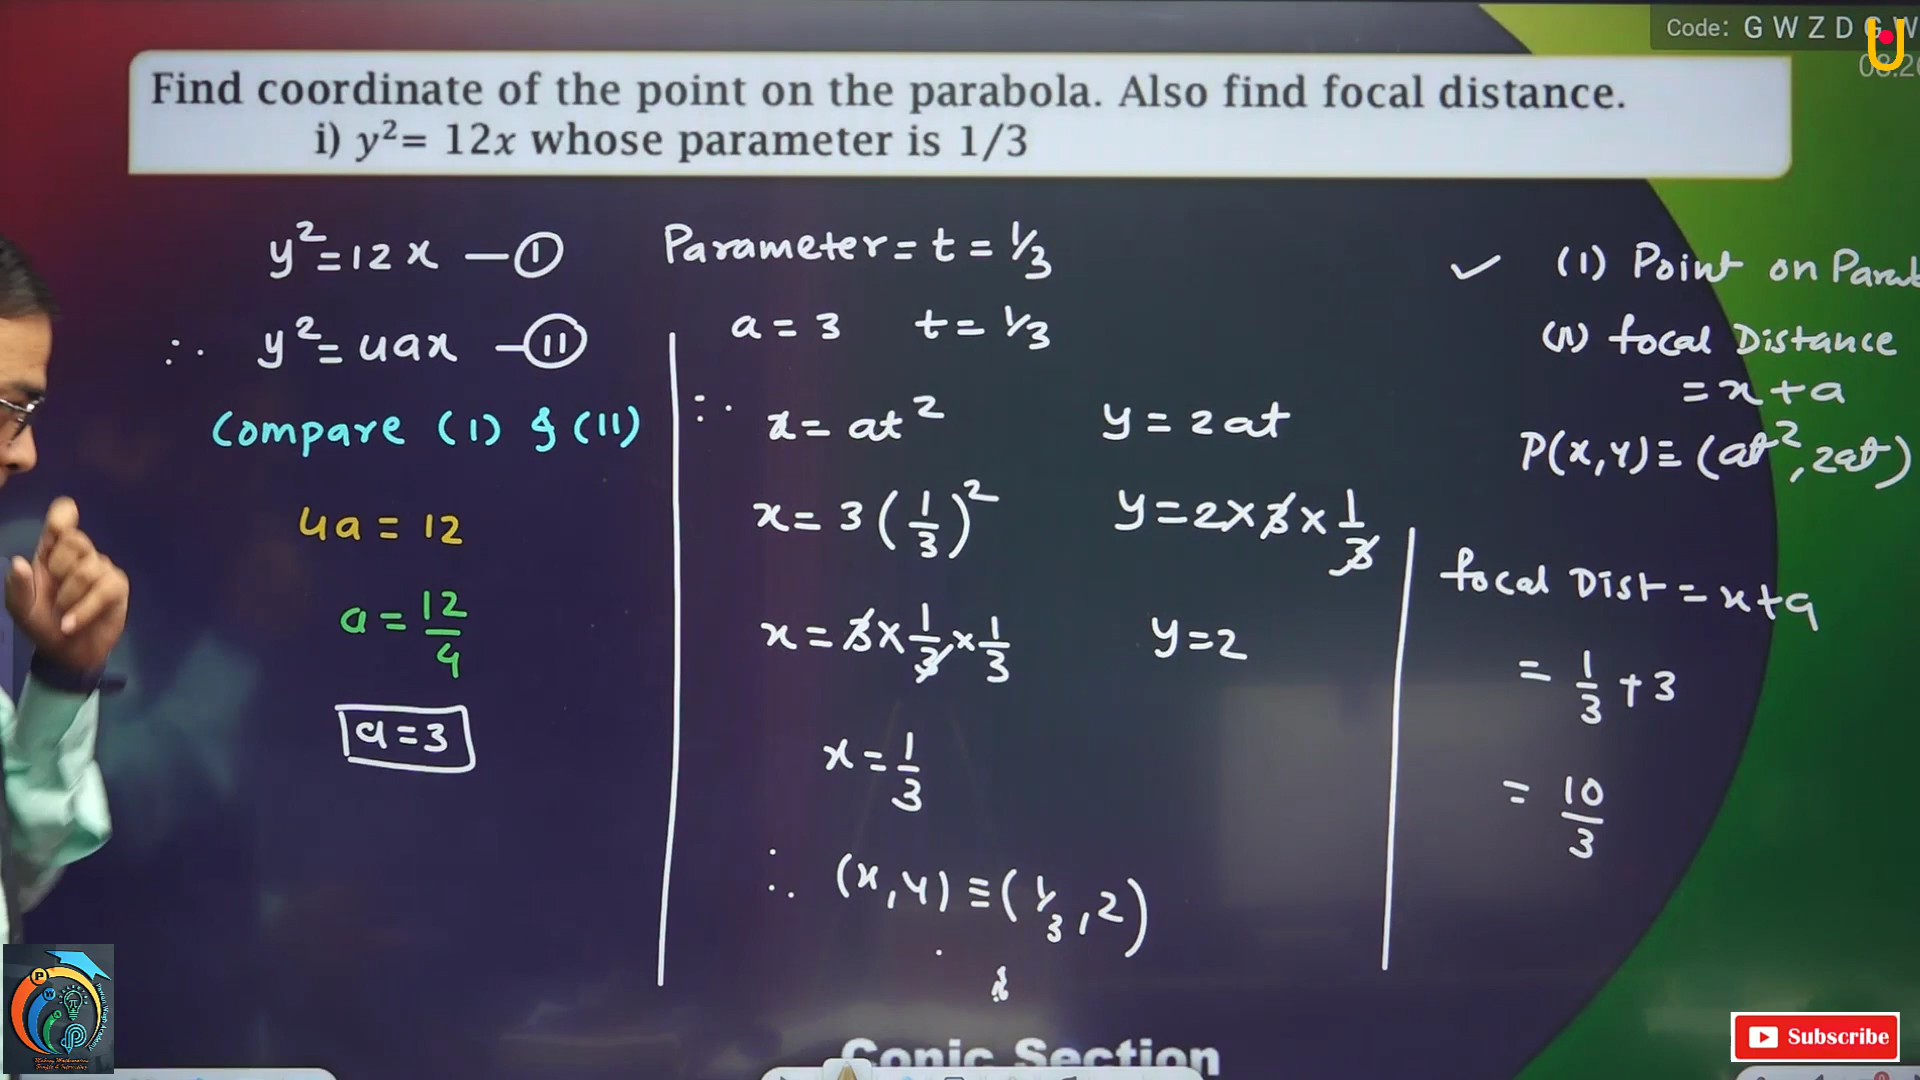 Code: G W Z D G W
Find coordinate of the point on the parabola. Also find focal distance.
i) y²= 12x whose parameter is 1/3
y² = 12x — (I)
∴ y² = 4ax — (II)
Compare (I) & (II)
4a = 12
a = 12/4
a = 3
Parameter = t = 1/3
a = 3 t = 1/3
∵ x = at² y = 2at
x = 3(1/3)² y = 2 × 3 × 1/3
x = 3 × 1/3 × 1/3 y = 2
x = 1/3
∴ (x, y) ≡ (1/3, 2)
✓ (I) Point on Parab
(II) focal Distance
= x + a
P(x, y) ≡ (at², 2at)
focal Dist = x + a
= 1/3 + 3
= 10/3
Conic Section
Subscribe